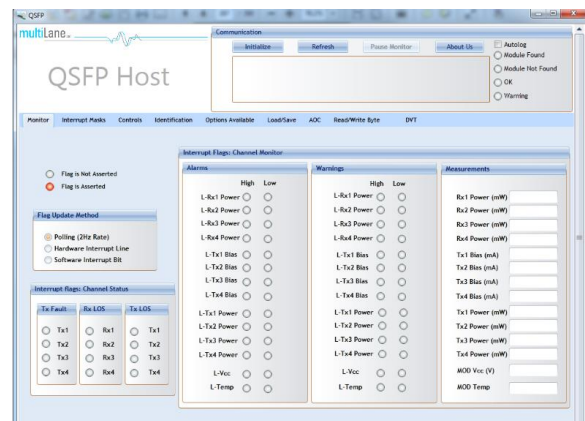 QSFP
multiLane
QSFP Host
Communication
Initialize Refresh Pause Monitor About Us
Autolog
Module Found
Module Not Found
OK
Warning
Monitor Interrupt Masks Controls Identification Options Available Load/Save AOC Read/Write Byte DVT
Flag is Not Asserted
Flag is Asserted
Flag Update Method
Polling (2Hz Rate)
Hardware Interrupt Line
Software Interrupt Bit
Interrupt flags: Channel Status
Tx Fault Rx LOS Tx LOS
Tx1 Rx1 Tx1
Tx2 Rx2 Tx2
Tx3 Rx3 Tx3
Tx4 Rx4 Tx4
Interrupt Flags: Channel Monitor
Alarms
High Low
L-Rx1 Power
L-Rx2 Power
L-Rx3 Power
L-Rx4 Power
L-Tx1 Bias
L-Tx2 Bias
L-Tx3 Bias
L-Tx4 Bias
L-Tx1 Power
L-Tx2 Power
L-Tx3 Power
L-Tx4 Power
L-Vcc
L-Temp
Warnings
High Low
L-Rx1 Power
L-Rx2 Power
L-Rx3 Power
L-Rx4 Power
L-Tx1 Bias
L-Tx2 Bias
L-Tx3 Bias
L-Tx4 Bias
L-Tx1 Power
L-Tx2 Power
L-Tx3 Power
L-Tx4 Power
L-Vcc
L-Temp
Measurements
Rx1 Power (mW)
Rx2 Power (mW)
Rx3 Power (mW)
Rx4 Power (mW)
Tx1 Bias (mA)
Tx2 Bias (mA)
Tx3 Bias (mA)
Tx4 Bias (mA)
Tx1 Power (mW)
Tx2 Power (mW)
Tx3 Power (mW)
Tx4 Power (mW)
MOD Vcc (V)
MOD Temp